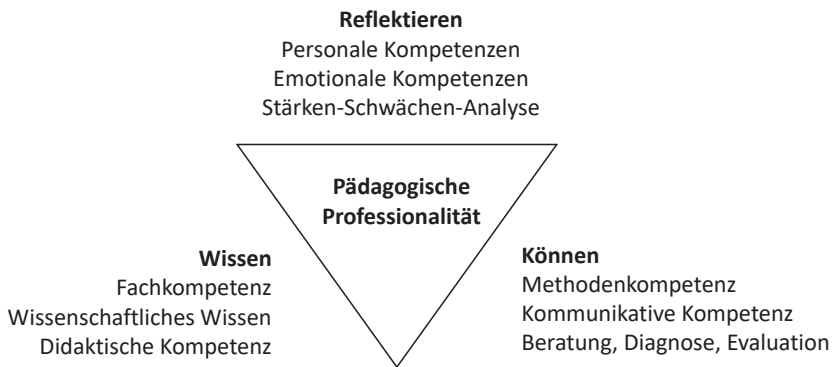 Reflektieren
Personale Kompetenzen
Emotionale Kompetenzen
Stärken-Schwächen-Analyse
Pädagogische
Professionalität
Wissen
Fachkompetenz
Wissenschaftliches Wissen
Didaktische Kompetenz
Können
Methodenkompetenz
Kommunikative Kompetenz
Beratung, Diagnose, Evaluation